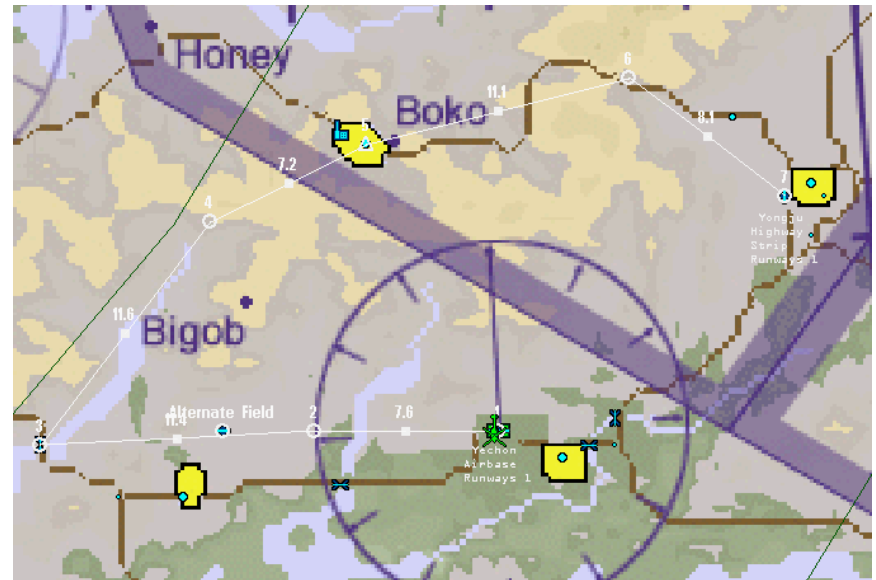 Honey
6
11.1
Boko
5
8.1
7.2
7
Yongju
Highway
Strip
Runways 1
4
11.6
Bigob
Alternate Field
3
11.4
2
7.6
Yechon
Airbase
Runways 1